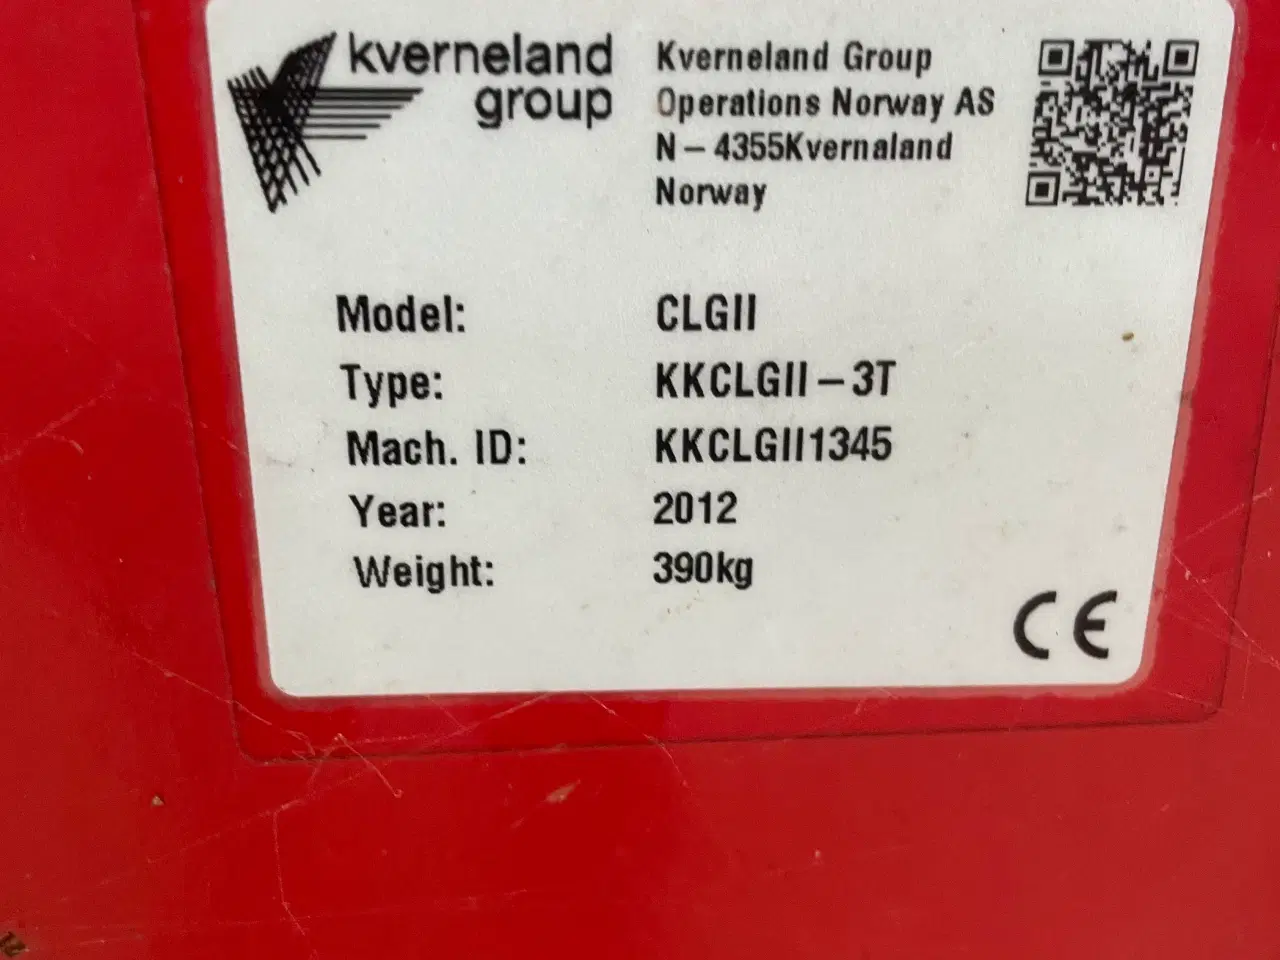 kverneland
group
Kverneland Group
Operations Norway AS
N – 4355Kvernaland
Norway
Model: CLGII
Type: KKCLGII – 3T
Mach. ID: KKCLGII1345
Year: 2012
Weight: 390kg
CE